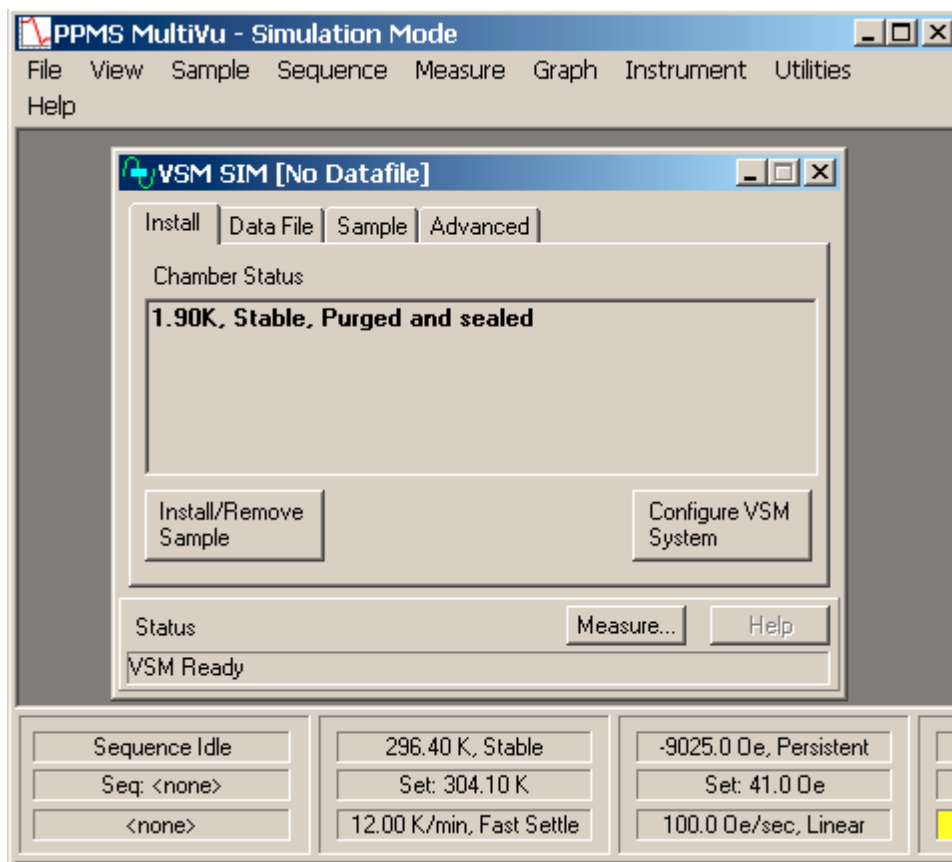 PPMS MultiVu - Simulation Mode
File View Sample Sequence Measure Graph Instrument Utilities
Help
VSM SIM [No Datafile]
Install Data File Sample Advanced
Chamber Status
1.90K, Stable, Purged and sealed
Install/Remove
Sample
Configure VSM
System
Status
Measure...
Help
VSM Ready
Sequence Idle
Seq: <none>
<none>
296.40 K, Stable
Set: 304.10 K
12.00 K/min, Fast Settle
-9025.0 Oe, Persistent
Set: 41.0 Oe
100.0 Oe/sec, Linear